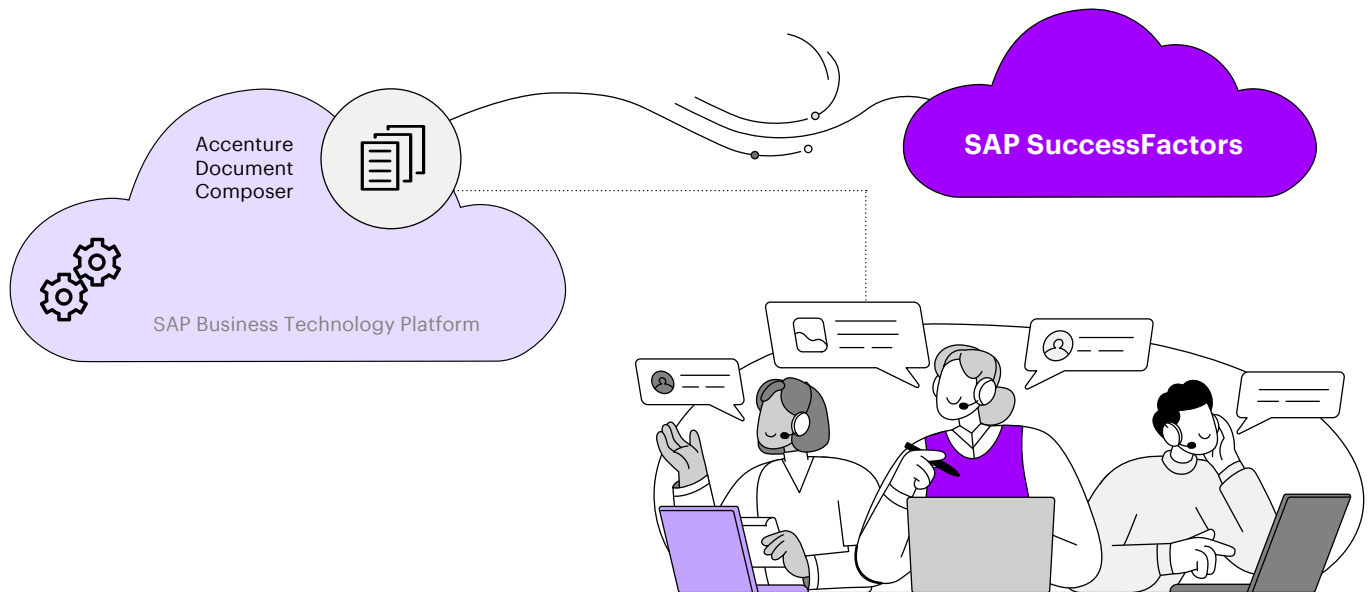 Accenture
Document
Composer
SAP SuccessFactors
SAP Business Technology Platform